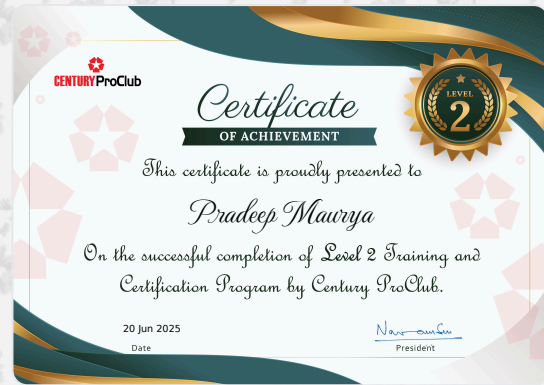 CENTURY ProClub
Certificate
OF ACHIEVEMENT
LEVEL
2
This certificate is proudly presented to
Pradeep Maurya
On the successful completion of Level 2 Training and
Certification Program by Century ProClub.
20 Jun 2025
Date
President